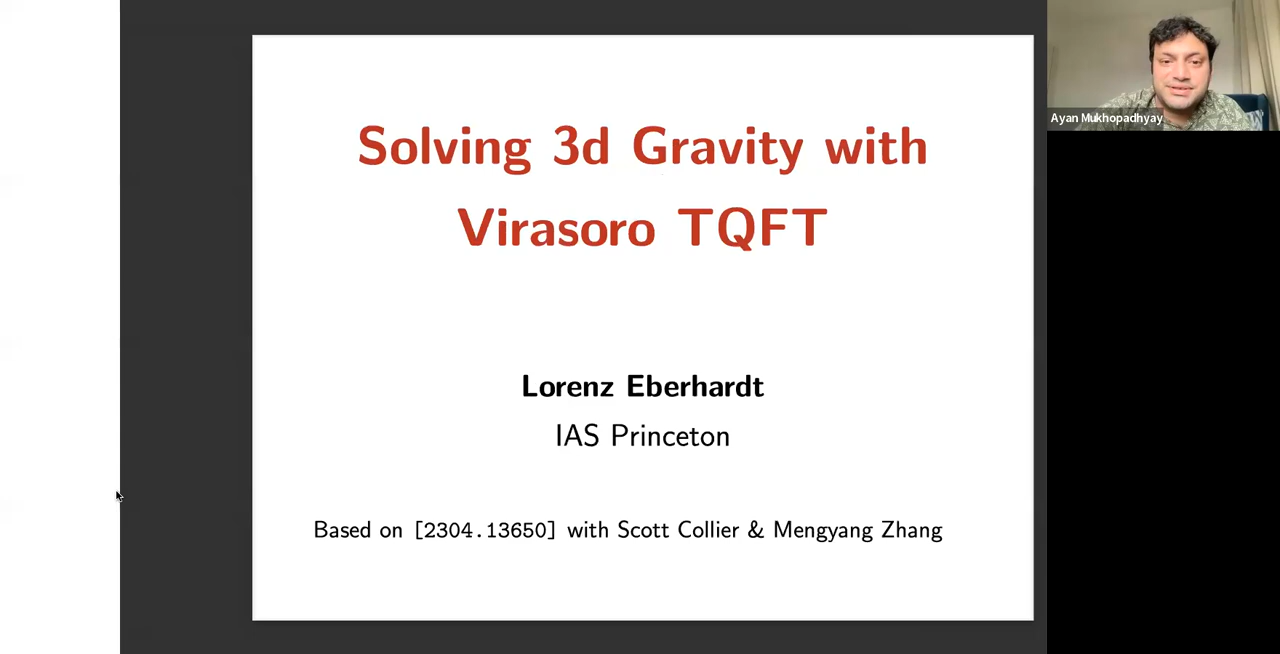 Solving 3d Gravity with
Virasoro TQFT
Lorenz Eberhardt
IAS Princeton
Based on [2304.13650] with Scott Collier & Mengyang Zhang
Ayan Mukhopadhyay